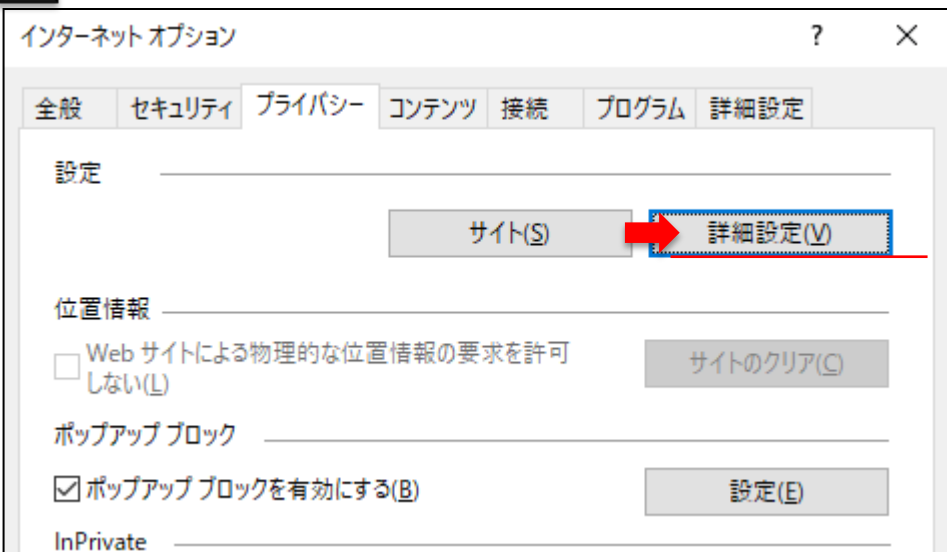 インターネット オプション ? ×
全般 セキュリティ プライバシー コンテンツ 接続 プログラム 詳細設定
設定
サイト(S) 詳細設定(V)
位置情報
Web サイトによる物理的な位置情報の要求を許可
しない(L)
サイトのクリア(C)
ポップアップ ブロック
ポップアップ ブロックを有効にする(B) 設定(E)
InPrivate